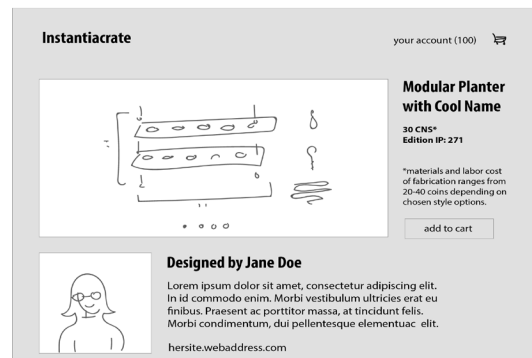 Instantiacrate
your account (100)
Modular Planter
with Cool Name
30 CNS*
Edition IP: 271
*materials and labor cost
of fabrication ranges from
20-40 coins depending on
chosen style options.
add to cart
Designed by Jane Doe
Lorem ipsum dolor sit amet, consectetur adipiscing elit.
In id commodo enim. Morbi vestibulum ultricies erat eu
finibus. Praesent ac porttitor massa, at tincidunt felis.
Morbi condimentum, dui pellentesque elementuac elit.
hersite.webaddress.com